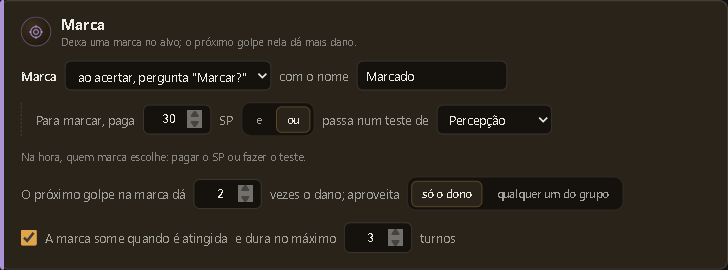 Marca
Deixa uma marca no alvo; o próximo golpe nela dá mais dano.
Marca ao acertar, pergunta "Marcar?" com o nome Marcado
Para marcar, paga 30 SP e ou passa num teste de Percepção
Na hora, quem marca escolhe: pagar o SP ou fazer o teste.
O próximo golpe na marca dá 2 vezes o dano; aproveita só o dono qualquer um do grupo
A marca some quando é atingida e dura no máximo 3 turnos